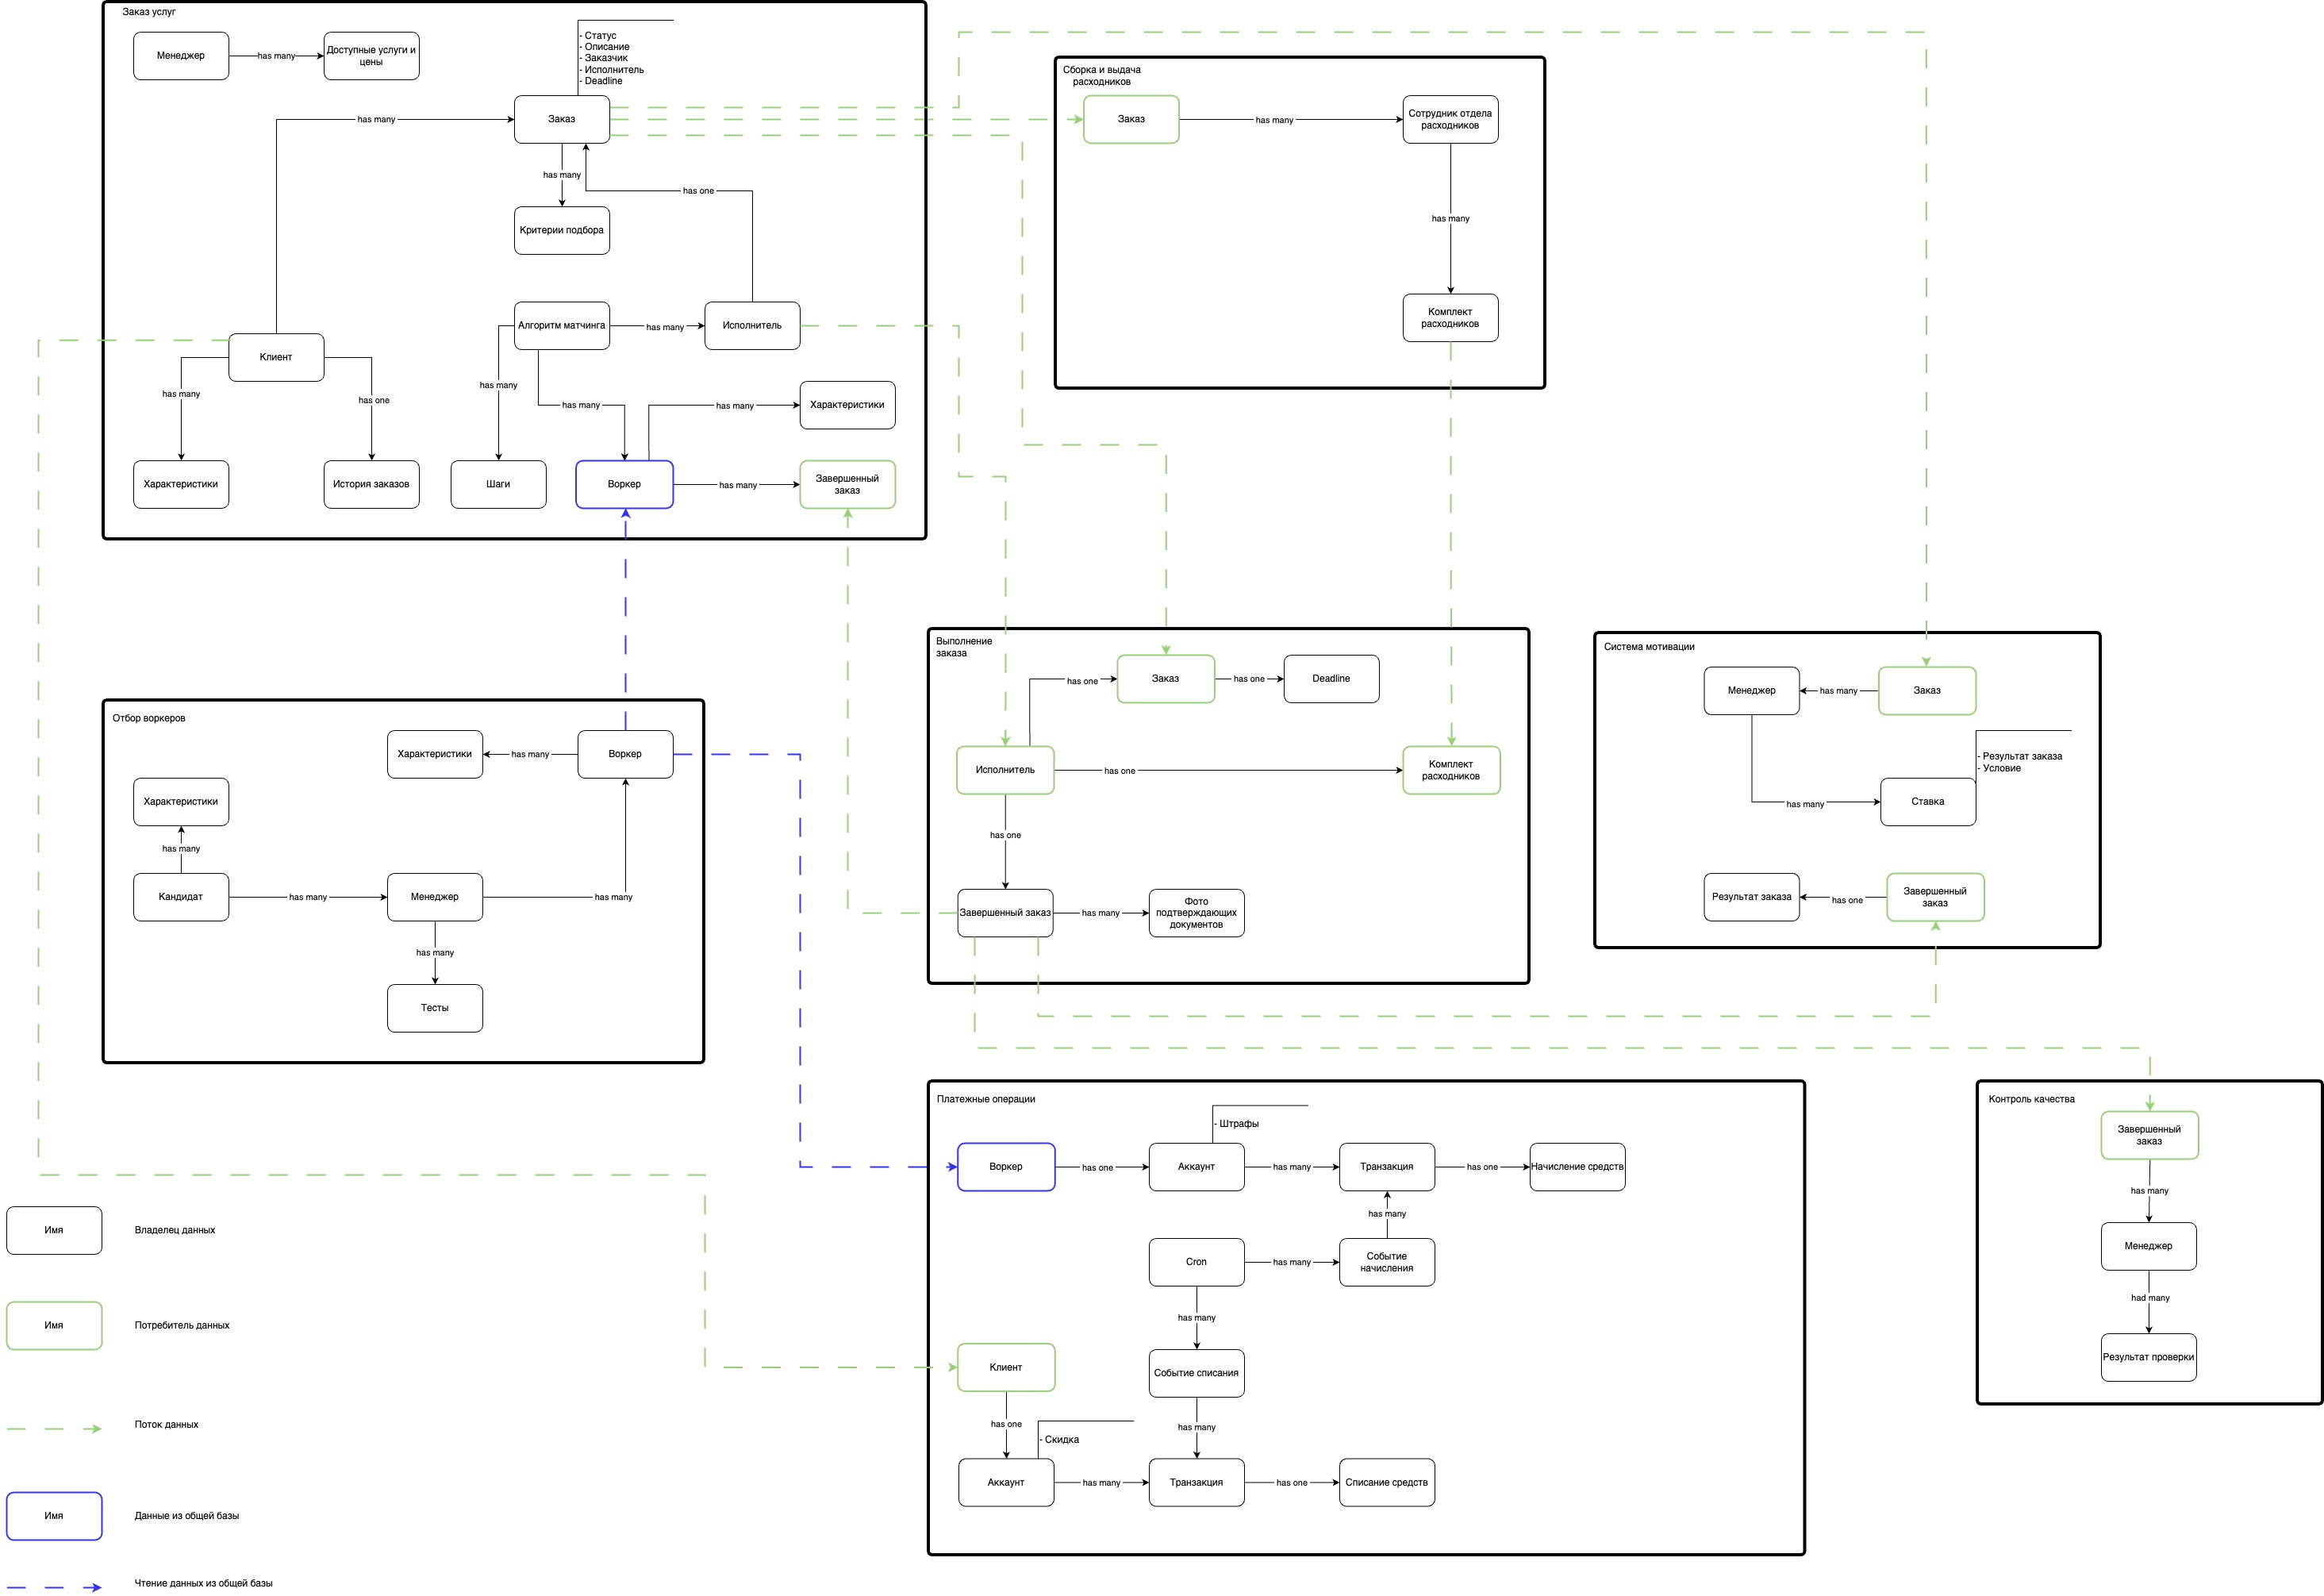 Заказ услуг
Менеджер
has many
Доступные услуги и
цены
- Статус
- Описание
- Заказчик
- Исполнитель
- Deadline
has many
Заказ
has many
has one
Критерии подбора
Алгоритм матчинга
has many
Исполнитель
Клиент
has many
has one
has many
has many
has many
Характеристики
Характеристики
История заказов
Шаги
Воркер
has many
Завершенный
заказ
Сборка и выдача
расходников
Заказ
has many
Сотрудник отдела
расходников
has many
Комплект
расходников
Отбор воркеров
Характеристики
has many
Воркер
Характеристики
has many
Кандидат
has many
Менеджер
has many
has many
Тесты
Выполнение
заказа
has one
Заказ
has one
Deadline
Исполнитель
has one
Комплект
расходников
has one
Завершенный заказ
has many
Фото
подтверждающих
документов
Система мотивации
Менеджер
has many
Заказ
- Результат заказа
- Условие
has many
Ставка
Результат заказа
has one
Завершенный
заказ
Платежные операции
- Штрафы
Воркер
has one
Аккаунт
has many
Транзакция
has one
Начисление средств
has many
Cron
has many
Событие
начисления
has many
Клиент
Событие списания
has one
- Скидка
has many
Аккаунт
has many
Транзакция
has one
Списание средств
Контроль качества
Завершенный
заказ
has many
Менеджер
had many
Результат проверки
Имя
Владелец данных
Имя
Потребитель данных
Поток данных
Имя
Данные из общей базы
Чтение данных из общей базы